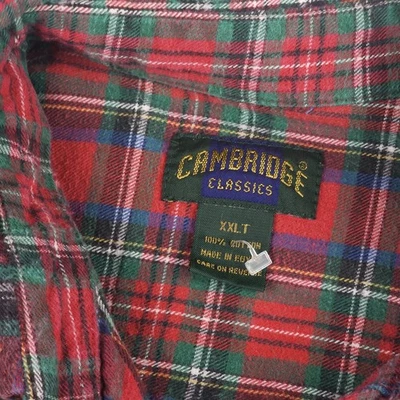 CAMBRIDGE®
CLASSICS
XXLT
100% COTTON
MADE IN
CARE ON REVERSE